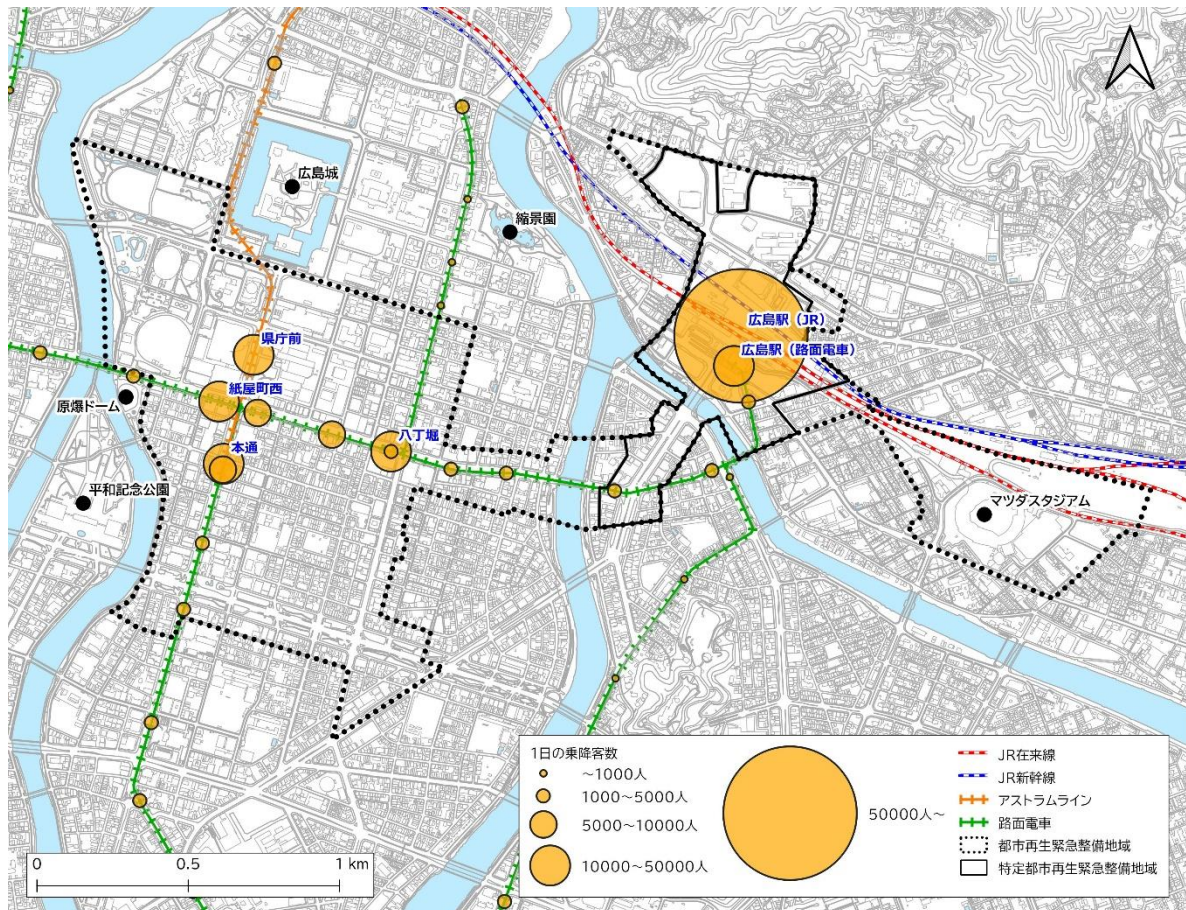 広島城
縮景園
広島駅（JR）
広島駅（路面電車）
県庁前
紙屋町西
原爆ドーム
八丁堀
本通
平和記念公園
マツダスタジアム
1日の乗降客数
～1000人
1000～5000人
5000～10000人
10000～50000人
50000人～
JR在来線
JR新幹線
アストラムライン
路面電車
都市再生緊急整備地域
特定都市再生緊急整備地域
0 0.5 1 km